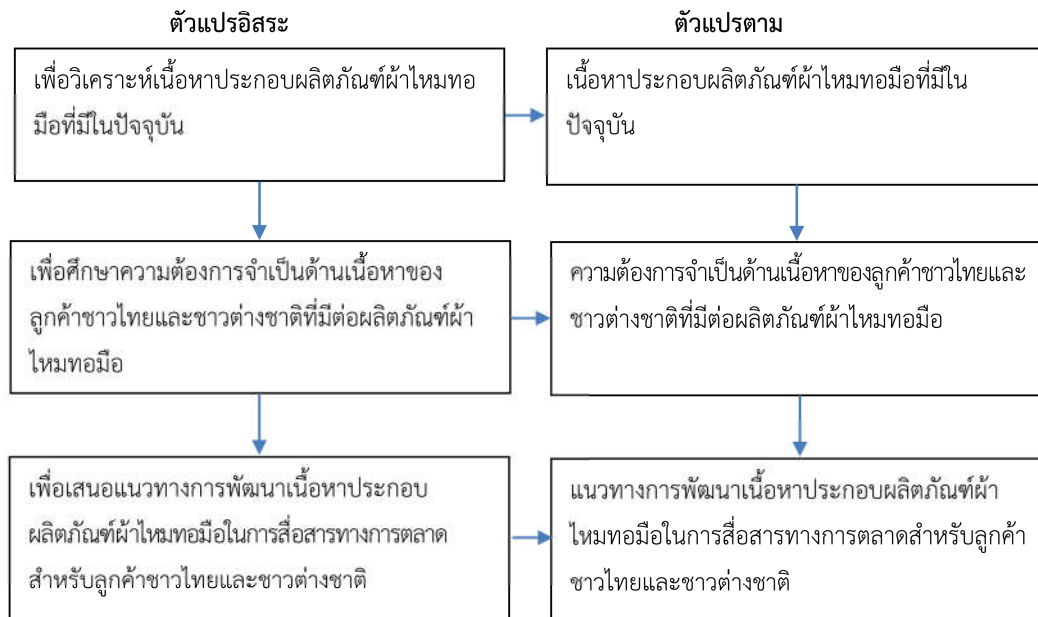 ตัวแปรอิสระ
ตัวแปรตาม
เพื่อวิเคราะห์เนื้อหาประกอบผลิตภัณฑ์ผ้าไหมทอ
มือที่มีในปัจจุบัน
เนื้อหาประกอบผลิตภัณฑ์ผ้าไหมทอมือที่มีใน
ปัจจุบัน
เพื่อศึกษาความต้องการจำเป็นด้านเนื้อหาของ
ลูกค้าชาวไทยและชาวต่างชาติที่มีต่อผลิตภัณฑ์ผ้า
ไหมทอมือ
ความต้องการจำเป็นด้านเนื้อหาของลูกค้าชาวไทยและ
ชาวต่างชาติที่มีต่อผลิตภัณฑ์ผ้าไหมทอมือ
เพื่อเสนอแนวทางการพัฒนาเนื้อหาประกอบ
ผลิตภัณฑ์ผ้าไหมทอมือในการสื่อสารทางการตลาด
สำหรับลูกค้าชาวไทยและชาวต่างชาติ
แนวทางการพัฒนาเนื้อหาประกอบผลิตภัณฑ์ผ้า
ไหมทอมือในการสื่อสารทางการตลาดสำหรับลูกค้า
ชาวไทยและชาวต่างชาติ